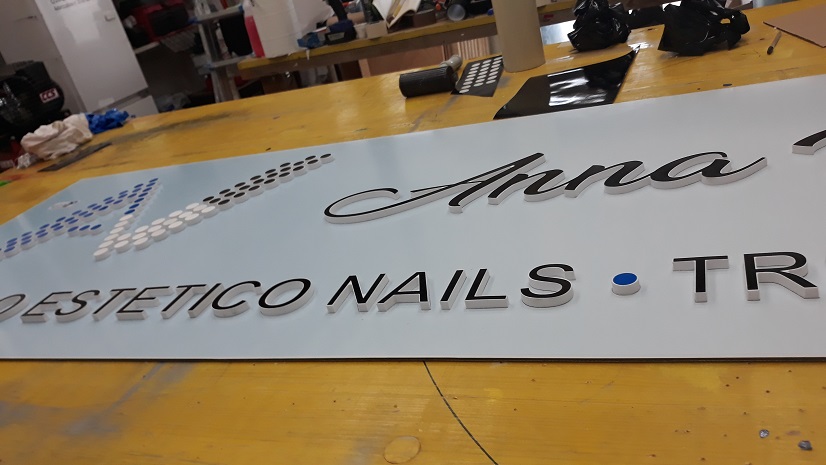 Anna
ESTETICO NAILS • TR